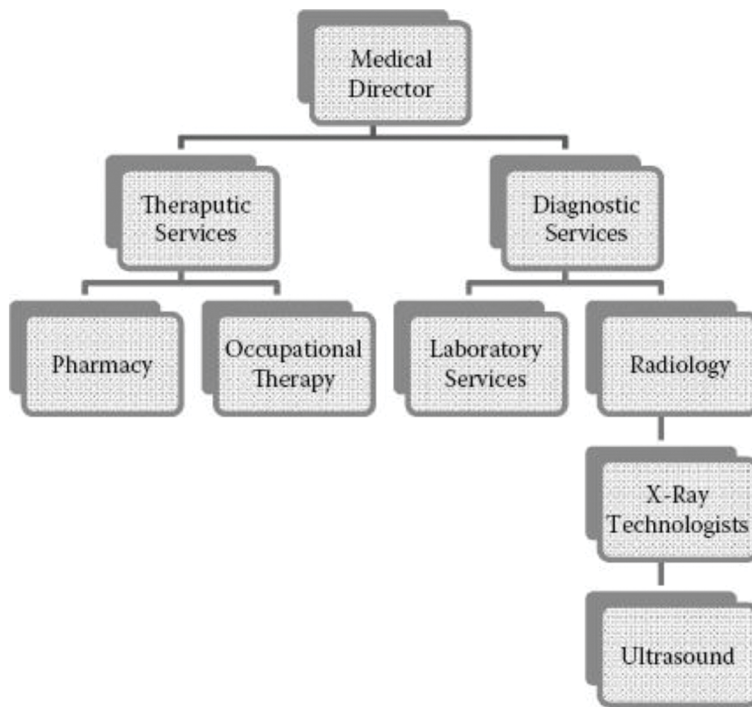 Medical
Director
Theraputic
Services
Diagnostic
Services
Pharmacy
Occupational
Therapy
Laboratory
Services
Radiology
X-Ray
Technologists
Ultrasound